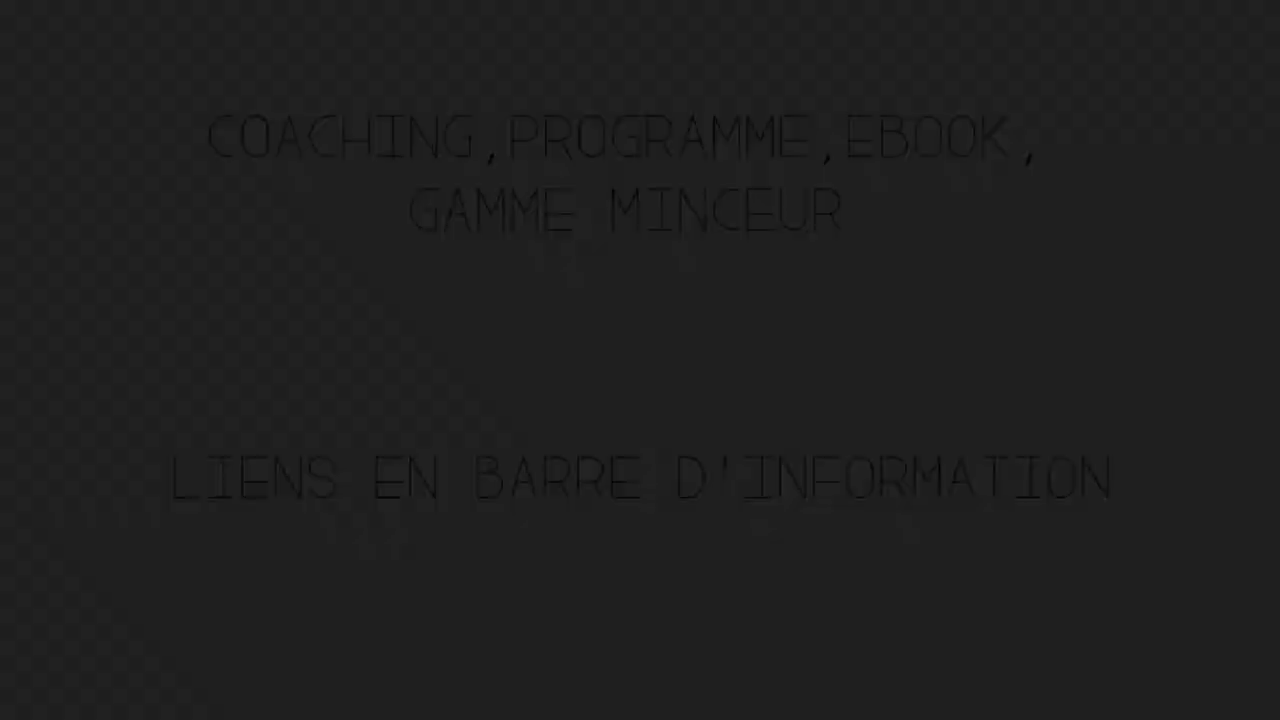 COACHING,PROGRAMME,EBOOK,
GAMME MINCEUR
LIENS EN BARRE D'INFORMATION